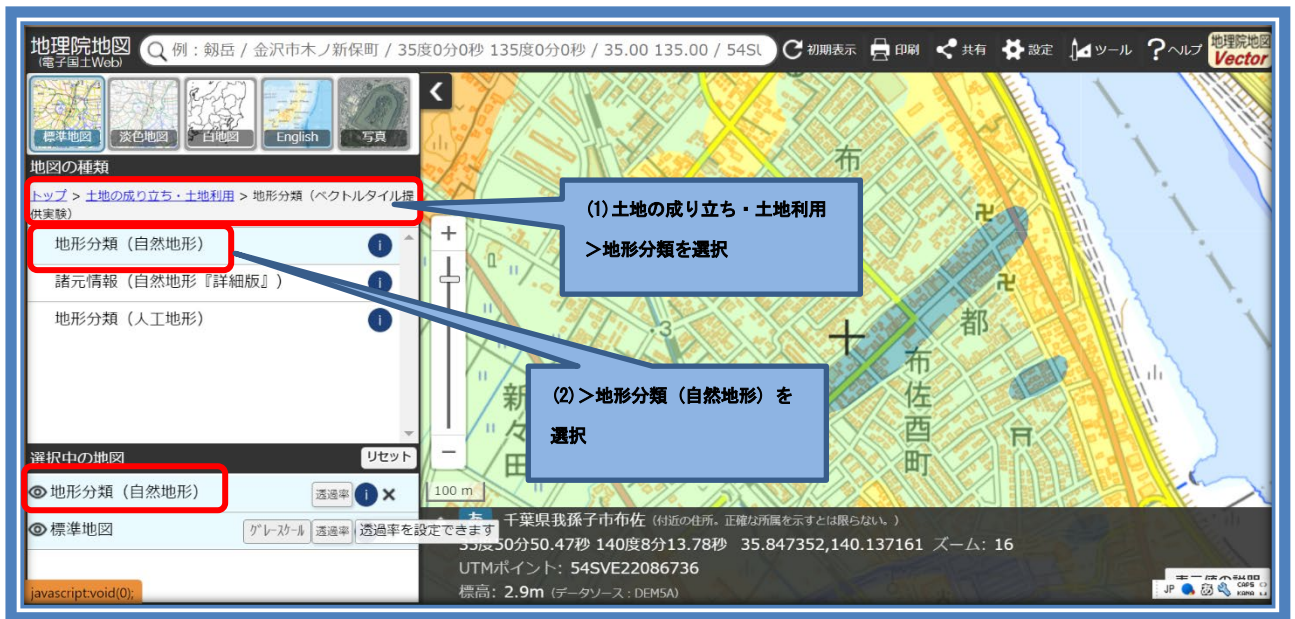 地理院地図
(電子国土Web)
例：剱岳 / 金沢市木ノ新保町 / 35度0分0秒 135度0分0秒 / 35.00 135.00 / 54SU
初期表示
印刷
共有
設定
ツール
ヘルプ
地理院地図
Vector
標準地図
淡色地図
白地図
English
写真
地図の種類
トップ > 土地の成り立ち・土地利用 > 地形分類（ベクトルタイル提
供実験）
地形分類（自然地形）
諸元情報（自然地形『詳細版』）
地形分類（人工地形）
(1)土地の成り立ち・土地利用
＞地形分類を選択
(2)＞地形分類（自然地形）を
選択
布
都
布佐酉町
新々田
3
100 m
選択中の地図
リセット
地形分類（自然地形）
透過率
標準地図
グレースケール
透過率
透過率を設定できます
千葉県我孫子市布佐 (付近の住所。正確な所属を示すとは限らない。)
35度50分50.47秒 140度8分13.78秒 35.847352,140.137161 ズーム: 16
UTMポイント: 54SVE22086736
標高: 2.9m (データソース：DEM5A)
javascript:void(0);
JP
CAPS
KANA